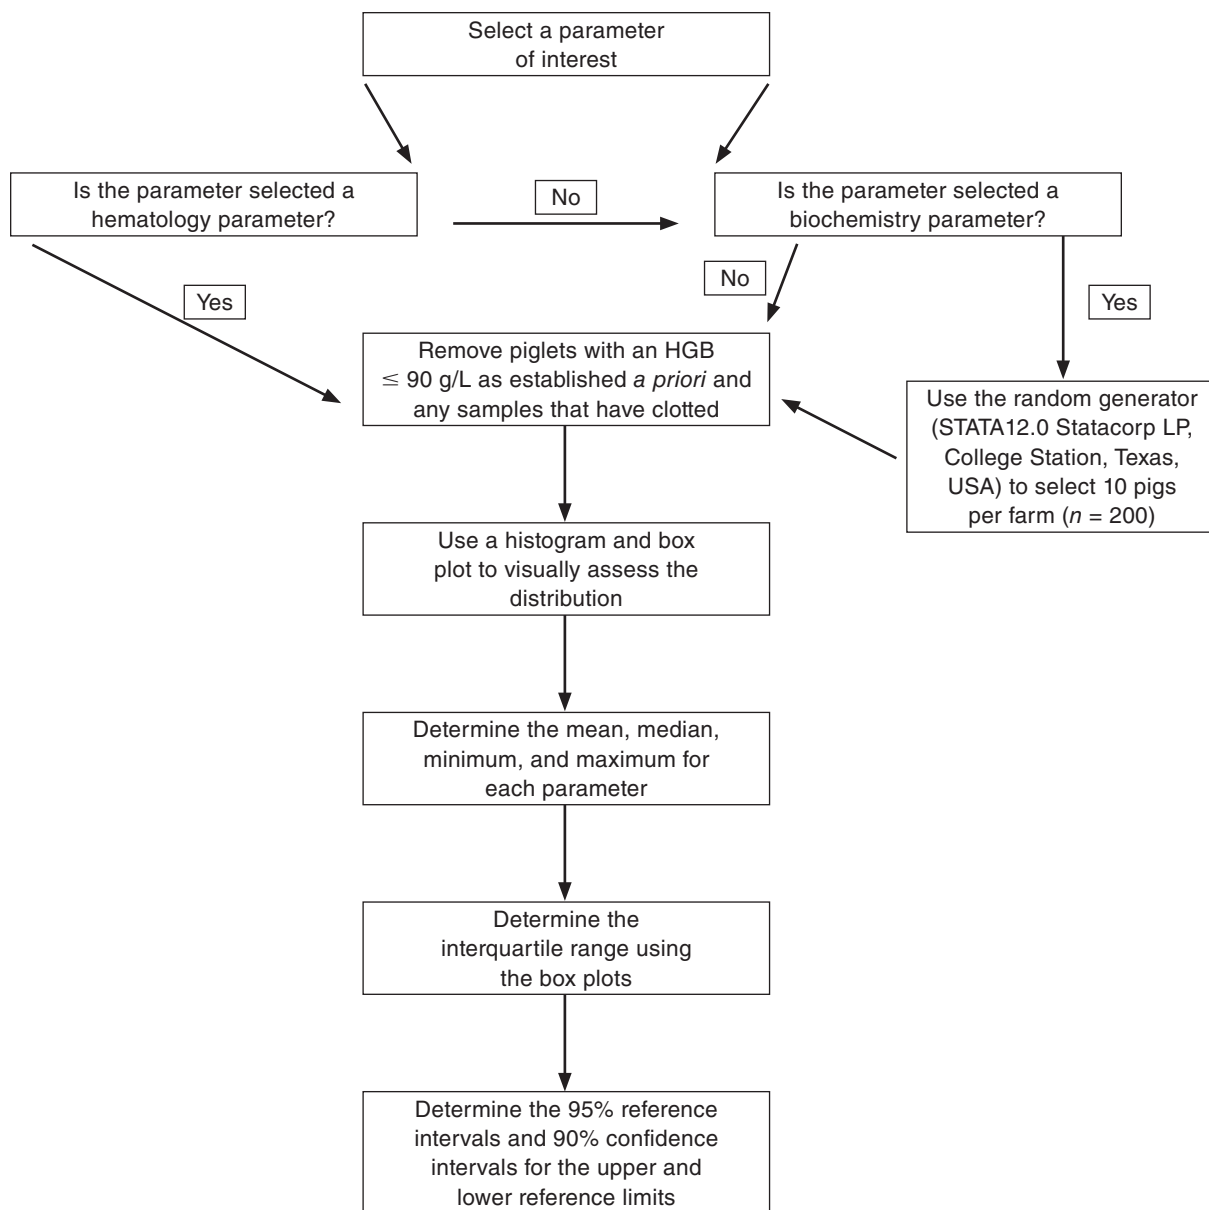 Select a parameter
of interest
Is the parameter selected a
hematology parameter?
No
Is the parameter selected a
biochemistry parameter?
No
Yes
Yes
Remove piglets with an HGB
≤ 90 g/L as established a priori and
any samples that have clotted
Use the random generator
(STATA12.0 Statacorp LP,
College Station, Texas,
USA) to select 10 pigs
per farm (n = 200)
Use a histogram and box
plot to visually assess the
distribution
Determine the mean, median,
minimum, and maximum for
each parameter
Determine the
interquartile range using
the box plots
Determine the 95% reference
intervals and 90% confidence
intervals for the upper and
lower reference limits